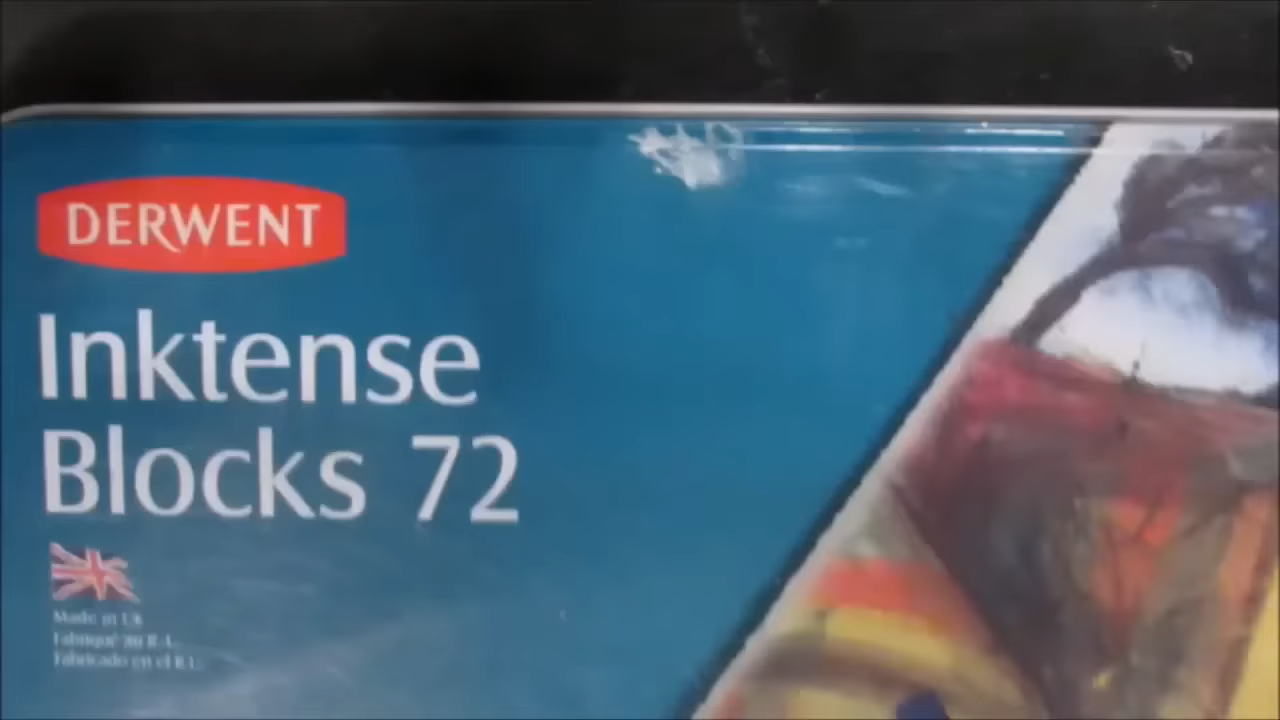 DERWENT
Inktense
Blocks 72
Made in UK
Fabriqué au R.U.
Fabricado en el R.U.